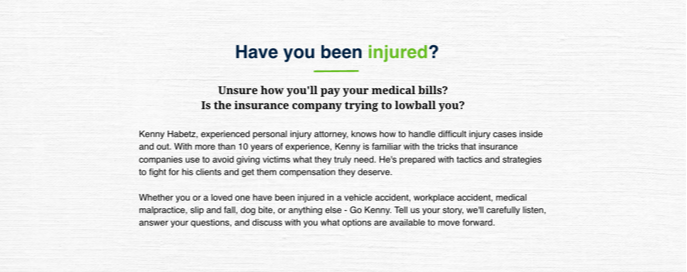 Have you been injured?
Unsure how you'll pay your medical bills?
Is the insurance company trying to lowball you?
Kenny Habetz, experienced personal injury attorney, knows how to handle difficult injury cases inside
and out. With more than 10 years of experience, Kenny is familiar with the tricks that insurance
companies use to avoid giving victims what they truly need. He's prepared with tactics and strategies
to fight for his clients and get them compensation they deserve.
Whether you or a loved one have been injured in a vehicle accident, workplace accident, medical
malpractice, slip and fall, dog bite, or anything else - Go Kenny. Tell us your story, we'll carefully listen,
answer your questions, and discuss with you what options are available to move forward.